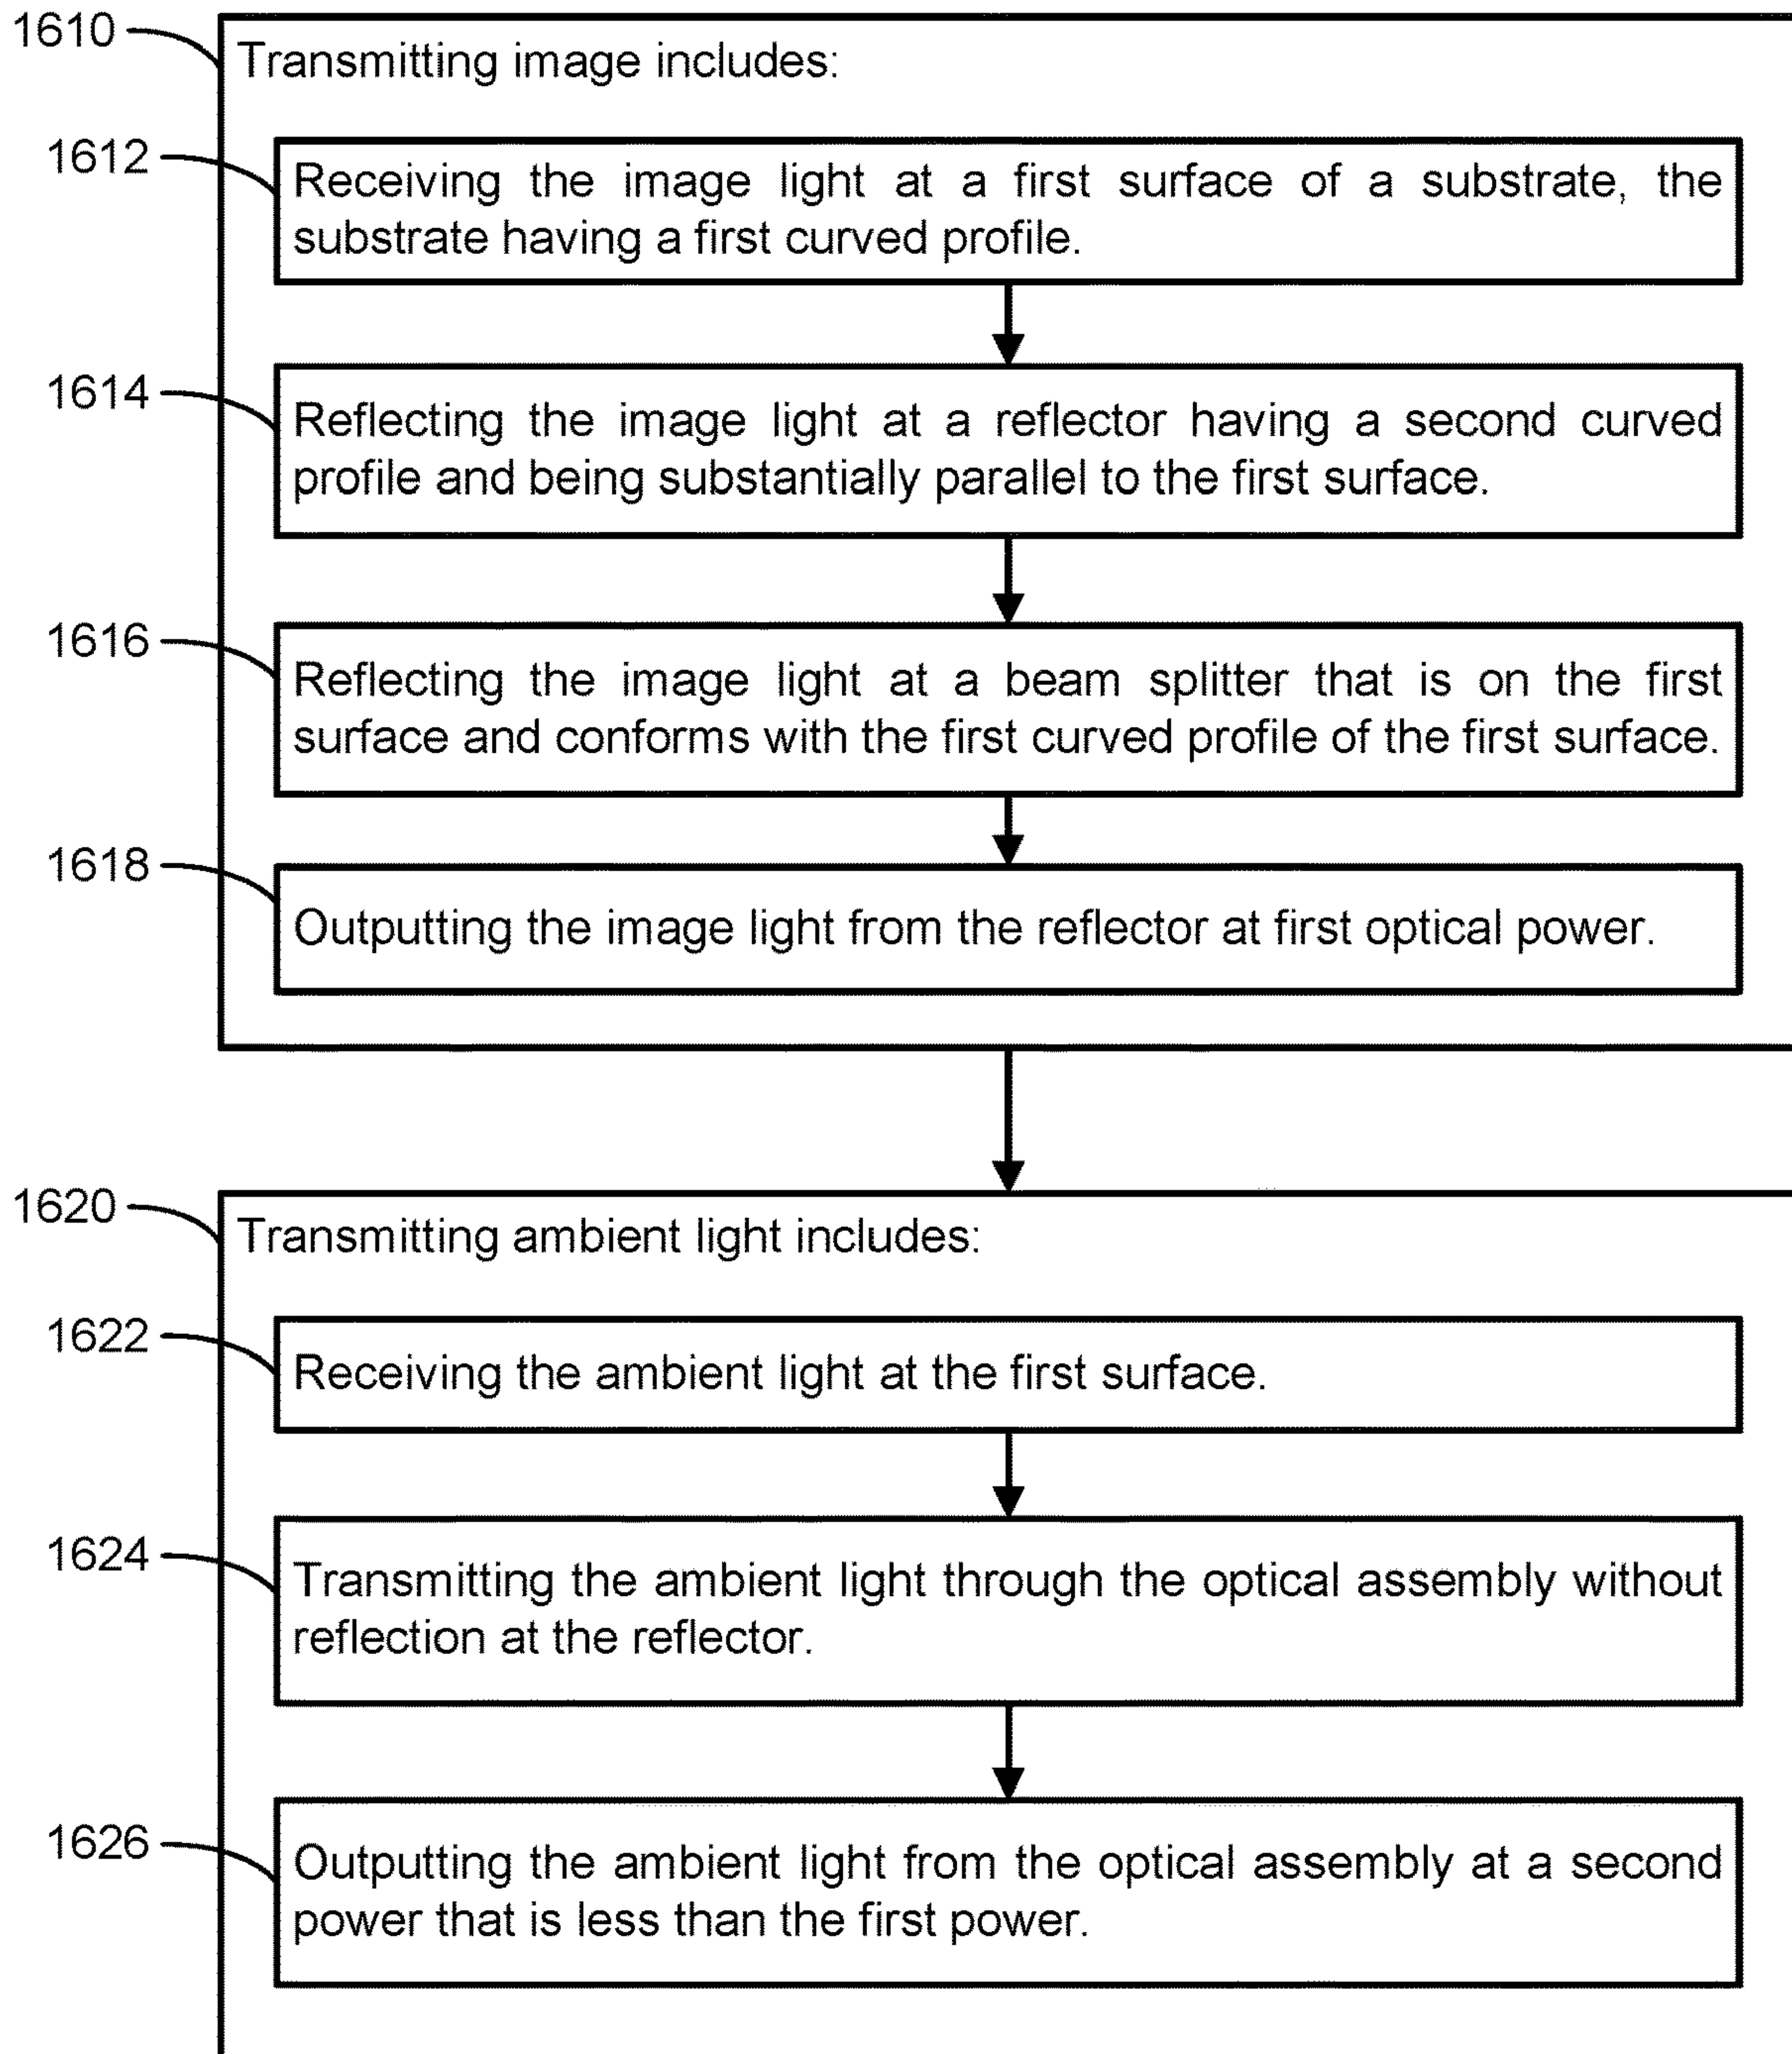 1610
Transmitting image includes:
1612
Receiving the image light at a first surface of a substrate, the
substrate having a first curved profile.
1614
Reflecting the image light at a reflector having a second curved
profile and being substantially parallel to the first surface.
1616
Reflecting the image light at a beam splitter that is on the first
surface and conforms with the first curved profile of the first surface.
1618
Outputting the image light from the reflector at first optical power.
1620
Transmitting ambient light includes:
1622
Receiving the ambient light at the first surface.
1624
Transmitting the ambient light through the optical assembly without
reflection at the reflector.
1626
Outputting the ambient light from the optical assembly at a second
power that is less than the first power.